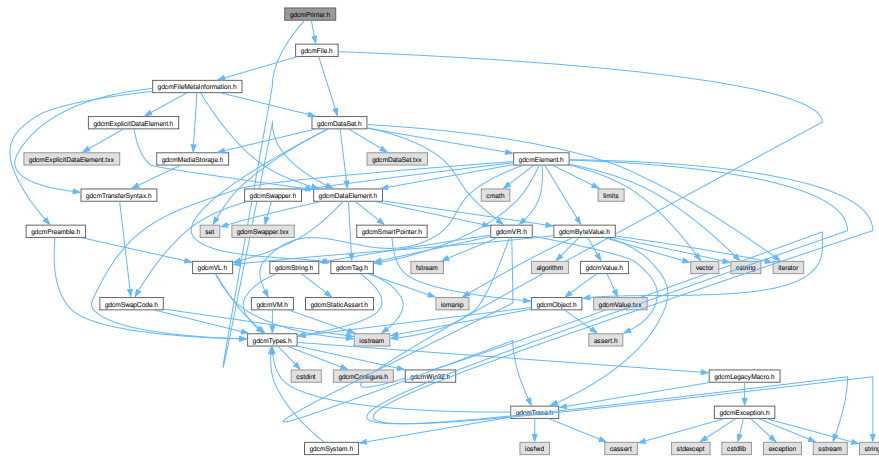 gdcmPrinter.h
gdcmFile.h
gdcmFileMetaInformation.h
gdcmExplicitDataElement.h
gdcmDataSet.h
gdcmExplicitDataElement.txx
gdcmMediaStorage.h
gdcmDataSet.txx
gdcmElement.h
gdcmTransferSyntax.h
gdcmSwapper.h
gdcmDataElement.h
cmath
limits
gdcmPreamble.h
set
gdcmSwapper.txx
gdcmSmartPointer.h
gdcmVR.h
gdcmByteValue.h
gdcmVL.h
gdcmString.h
gdcmTag.h
fstream
algorithm
gdcmValue.h
vector
cstring
iterator
gdcmSwapCode.h
gdcmVM.h
gdcmStaticAssert.h
iomanip
gdcmObject.h
gdcmValue.txx
gdcmTypes.h
iostream
assert.h
cstdint
gdcmConfigure.h
gdcmWin32.h
gdcmLegacyMacro.h
gdcmTrace.h
gdcmException.h
gdcmSystem.h
iosfwd
cassert
stdexcept
cstdlib
exception
sstream
string